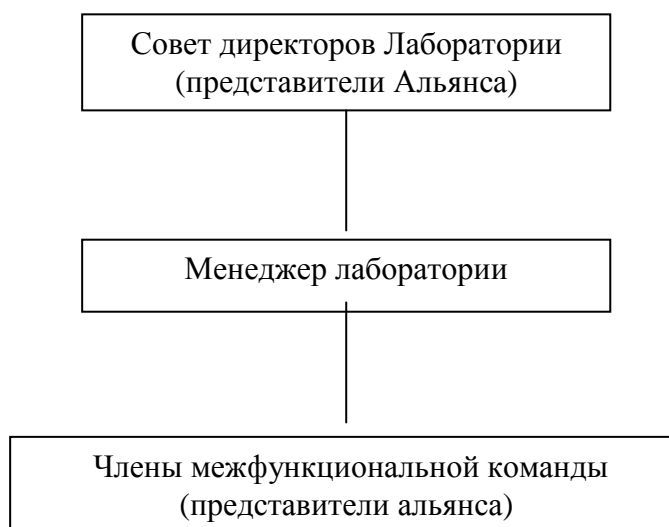 Совет директоров Лаборатории
(представители Альянса)
Менеджер лаборатории
Члены межфункциональной команды
(представители альянса)